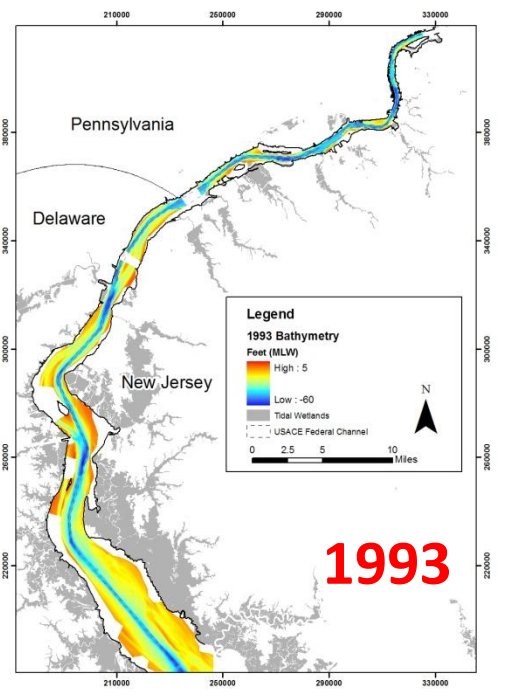 210000 250000 290000 330000
380000 380000
Pennsylvania
Delaware
340000 340000
Legend
1993 Bathymetry
Feet (MLW)
High : 5
Low : -60
Tidal Wetlands
USACE Federal Channel
0 2.5 5 10
Miles
N
300000 300000
New Jersey
260000 260000
1993
220000 220000
210000 250000 290000 330000